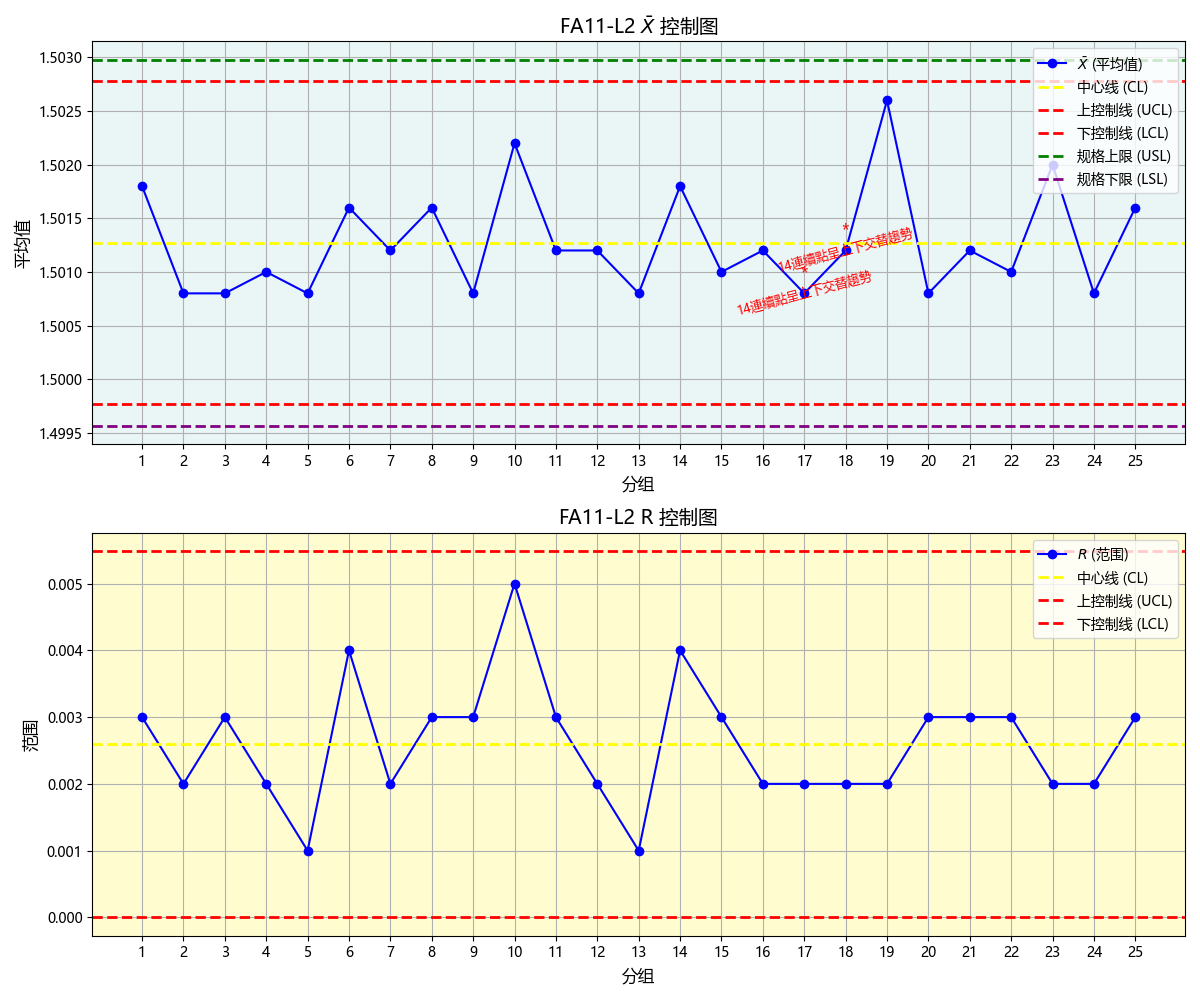 FA11-L2 X̄ 控制图
平均值
1.5030
1.5025
1.5020
1.5015
1.5010
1.5005
1.5000
1.4995
X̄ (平均值)
中心线 (CL)
上控制线 (UCL)
下控制线 (LCL)
规格上限 (USL)
规格下限 (LSL)
*
14連續點呈上下交替趨勢
*
14連續點呈上下交替趨勢
1 2 3 4 5 6 7 8 9 10 11 12 13 14 15 16 17 18 19 20 21 22 23 24 25
分组
FA11-L2 R 控制图
范围
0.005
0.004
0.003
0.002
0.001
0.000
R (范围)
中心线 (CL)
上控制线 (UCL)
下控制线 (LCL)
1 2 3 4 5 6 7 8 9 10 11 12 13 14 15 16 17 18 19 20 21 22 23 24 25
分组